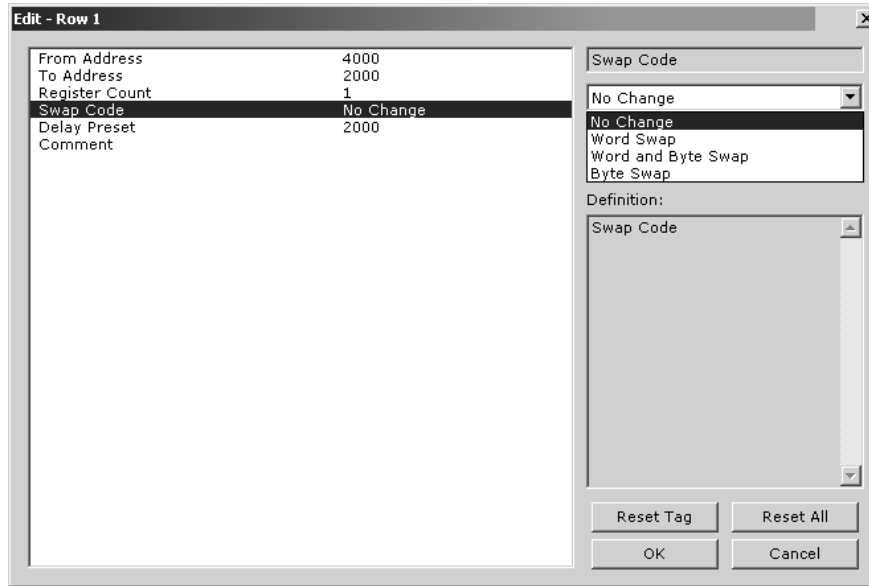 Edit - Row 1
From Address 4000
To Address 2000
Register Count 1
Swap Code No Change
Delay Preset 2000
Comment
Swap Code
No Change
No Change
Word Swap
Word and Byte Swap
Byte Swap
Definition:
Swap Code
Reset Tag Reset All
OK Cancel